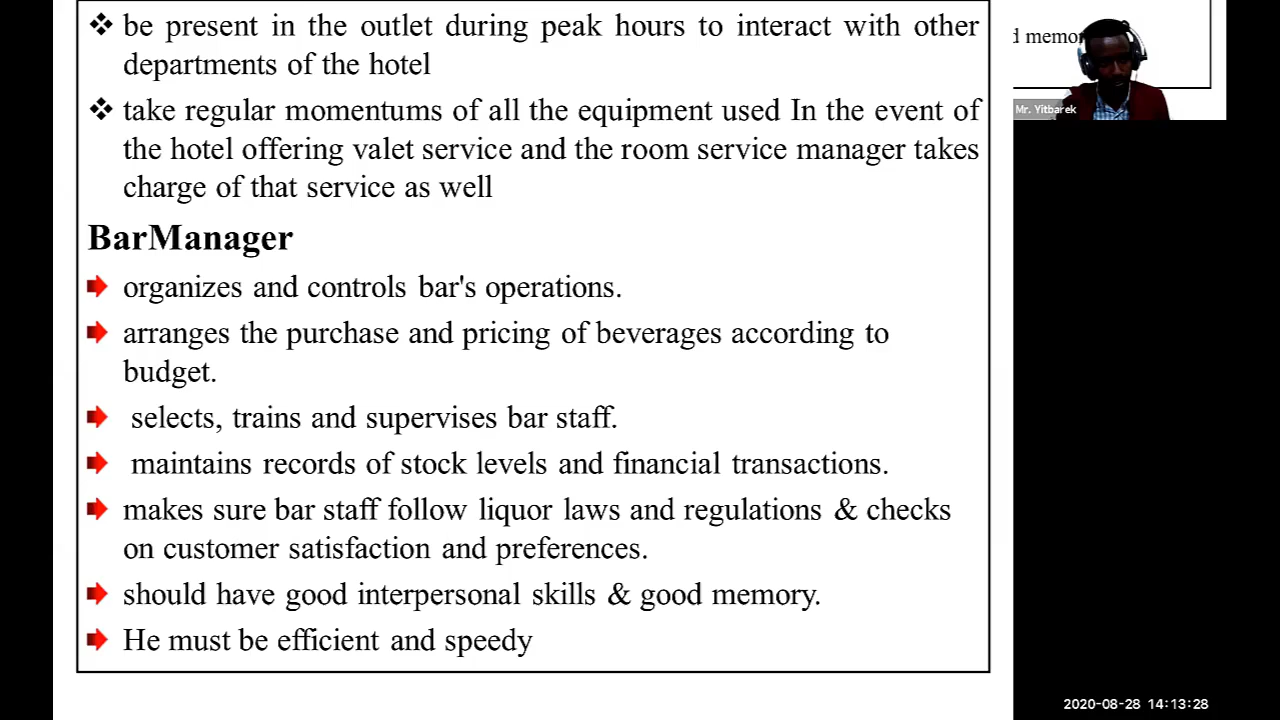 be present in the outlet during peak hours to interact with other
departments of the hotel
take regular momentums of all the equipment used In the event of
the hotel offering valet service and the room service manager takes
charge of that service as well
BarManager
organizes and controls bar's operations.
arranges the purchase and pricing of beverages according to
budget.
selects, trains and supervises bar staff.
maintains records of stock levels and financial transactions.
makes sure bar staff follow liquor laws and regulations & checks
on customer satisfaction and preferences.
should have good interpersonal skills & good memory.
He must be efficient and speedy
Mr. Yitbarek
2020-08-28 14:13:28